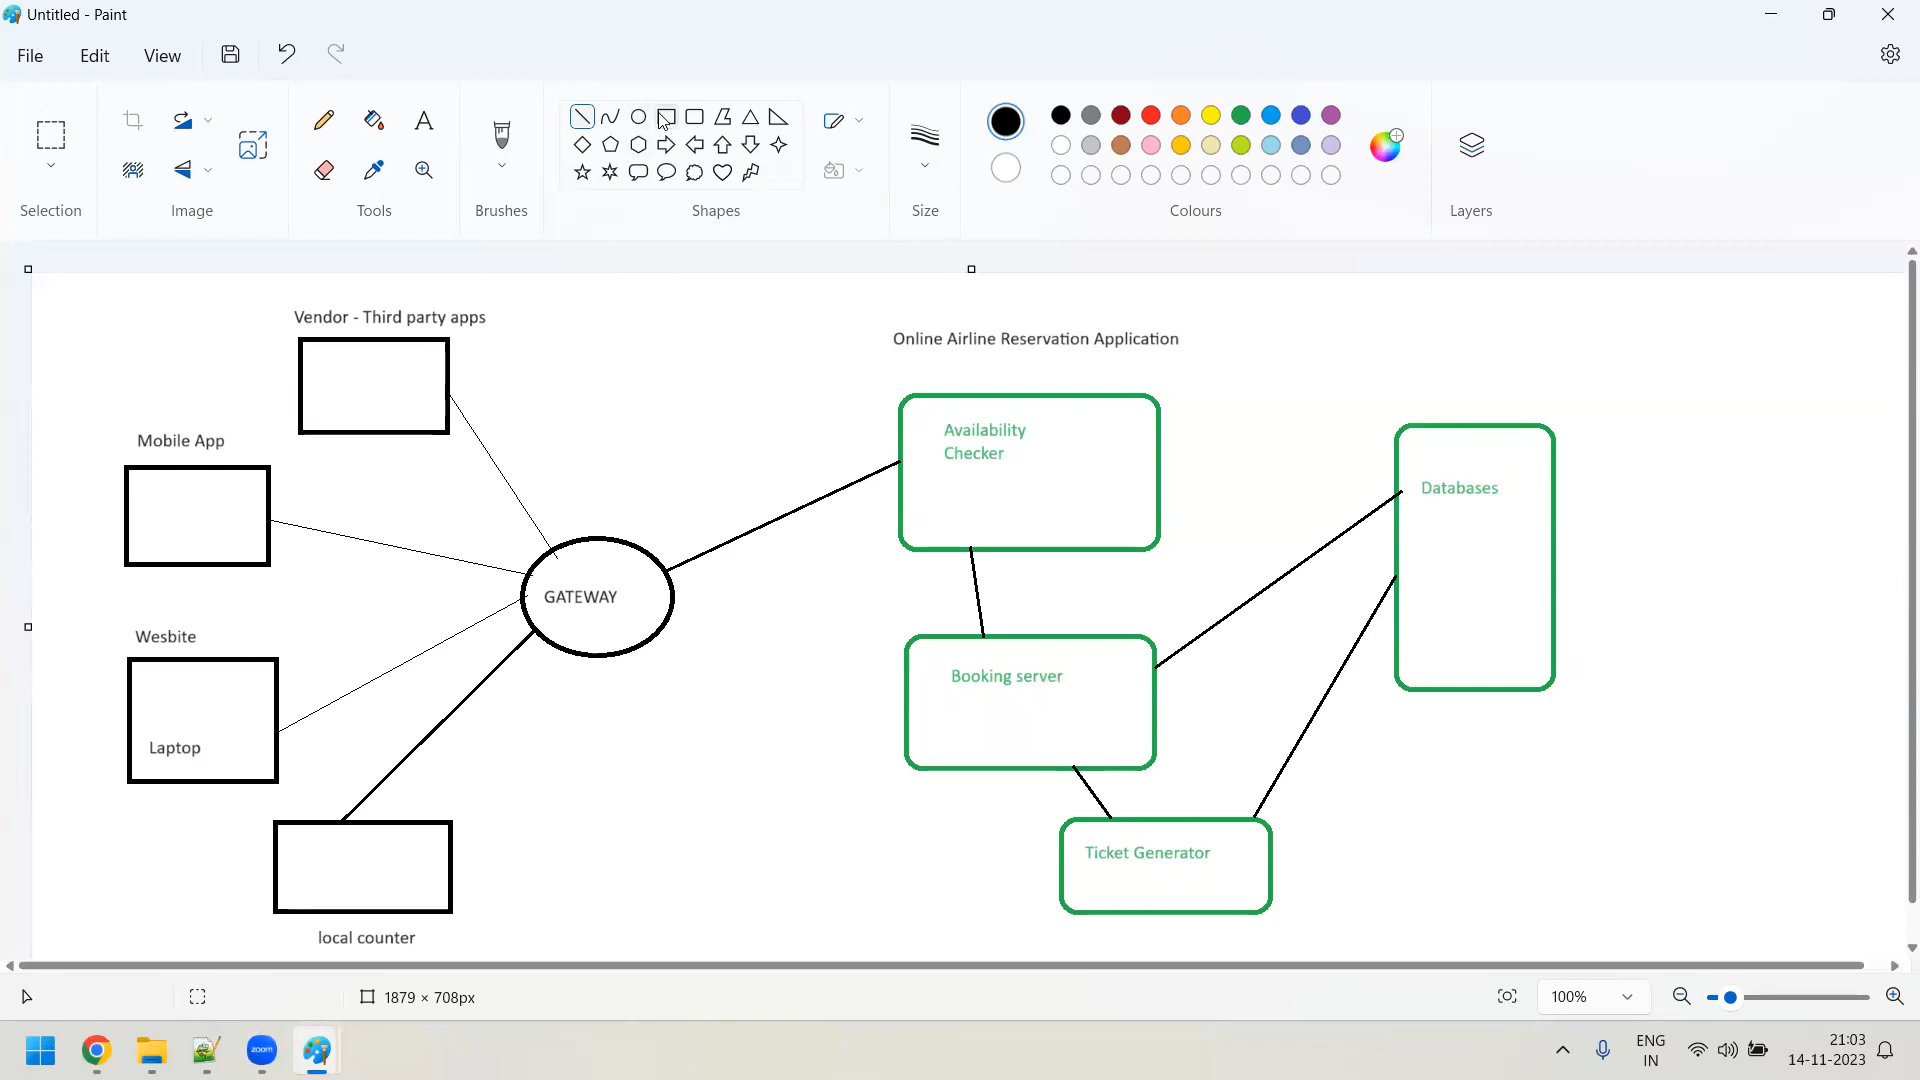 Untitled - Paint
File Edit View
Selection Image Tools Brushes Shapes Size Colours Layers
Vendor - Third party apps
Online Airline Reservation Application
Availability
Checker
Mobile App
Databases
GATEWAY
Wesbite
Booking server
Laptop
Ticket Generator
local counter
1879 × 708px
100%
zoom
ENG
IN
21:03
14-11-2023